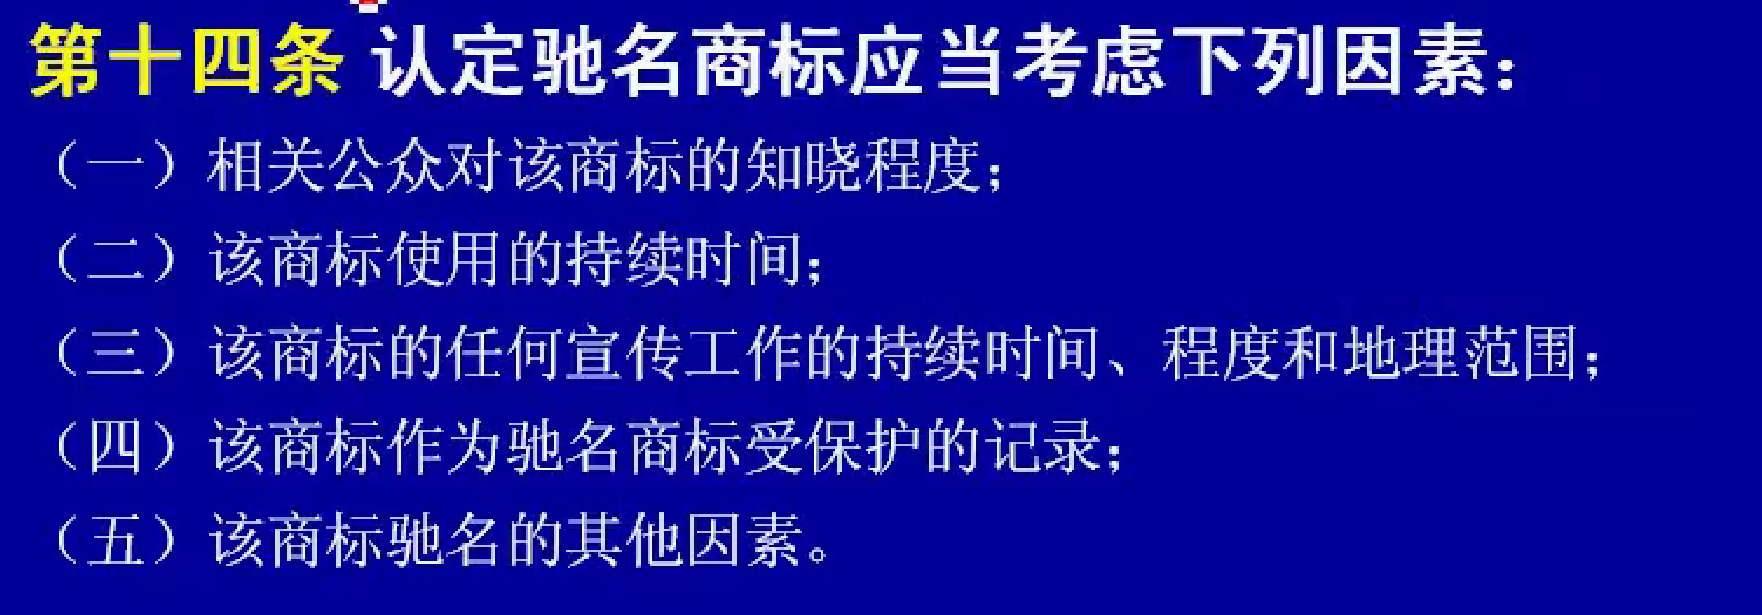 第十四条 认定驰名商标应当考虑下列因素：
（一）相关公众对该商标的知晓程度；
（二）该商标使用的持续时间；
（三）该商标的任何宣传工作的持续时间、程度和地理范围；
（四）该商标作为驰名商标受保护的记录；
（五）该商标驰名的其他因素。